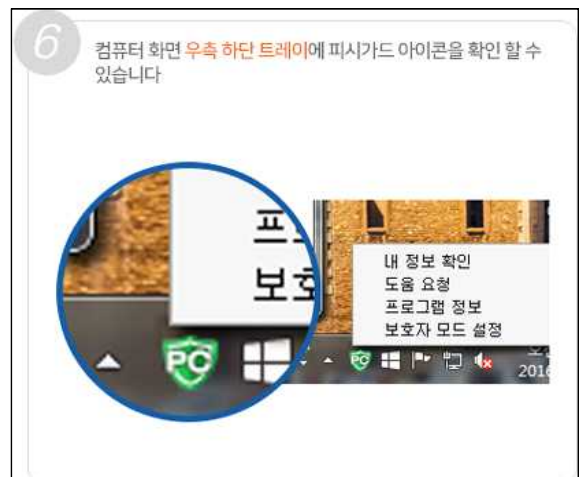 6
컴퓨터 화면 우측 하단 트레이에 피시가드 아이콘을 확인 할 수
있습니다
프
보호
PC
내 정보 확인
도움 요청
프로그램 정보
보호자 모드 설정
PC
2016